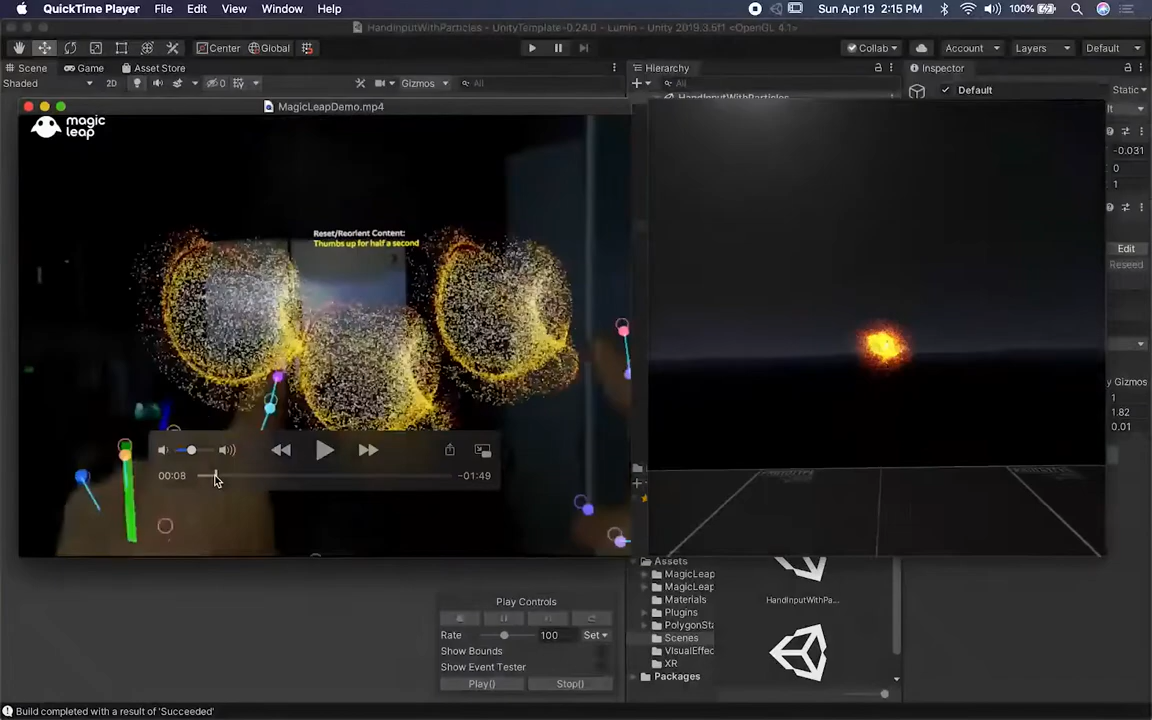 QuickTime Player File Edit View Window Help
100% Sun Apr 19 2:15 PM
HandInputWithParticles - UnityTemplate-0.24.0 - Lumin - Unity 2019.3.5f1 <OpenGL 4.1>
Center Global Collab Account Layers Default
Scene Game Asset Store
Hierarchy
Inspector
Shaded 2D 0 Gizmos All
All
HandInputWithParticles
Default Static
MagicLeapDemo.mp4
magic
leap
-0.031
0
1
Edit
Reseed
Reset/Reorient Content:
Thumbs up for half a second
Gizmos
1
1.82
0.01
00:08 -01:49
Assets
MagicLeap
MagicLeap
Materials
Plugins
PolygonSta
Scenes
VIsualEffec
XR
Packages
HandInputWithPa...
Play Controls
Rate 100 Set
Show Bounds
Show Event Tester
Play() Stop()
Build completed with a result of 'Succeeded'